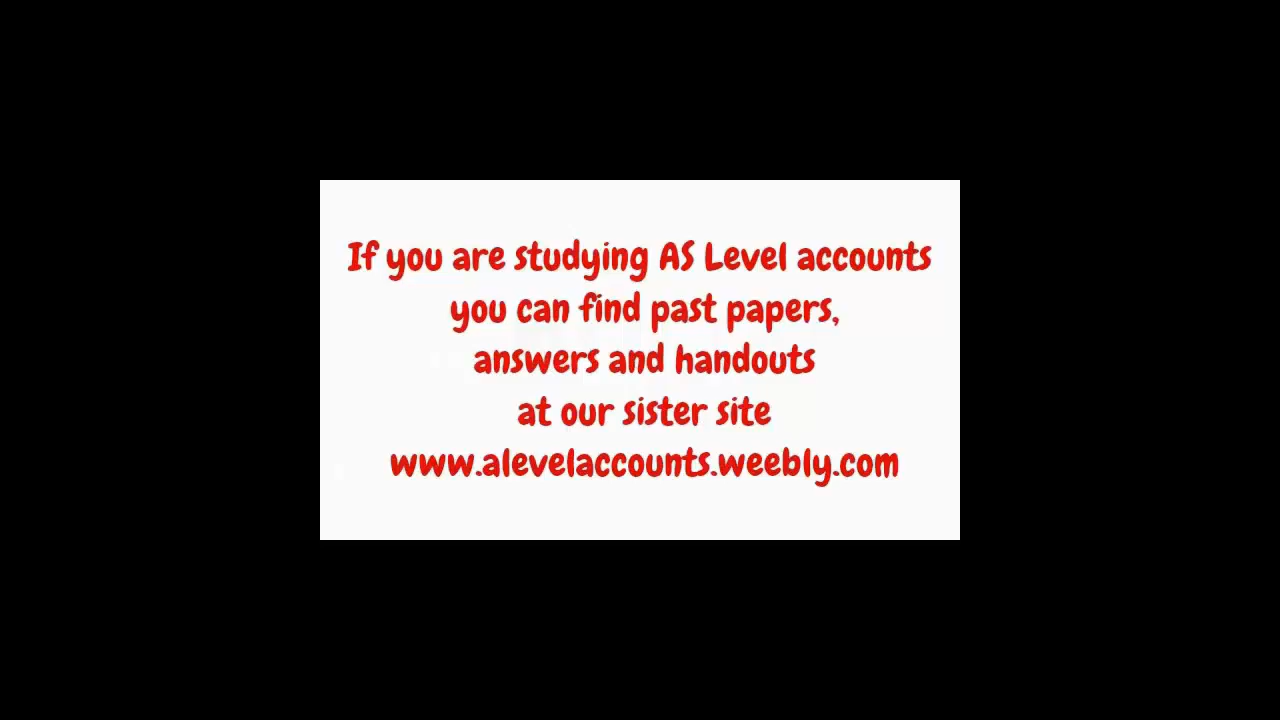 If you are studying AS Level accounts
you can find past papers,
answers and handouts
at our sister site
www.alevelaccounts.weebly.com